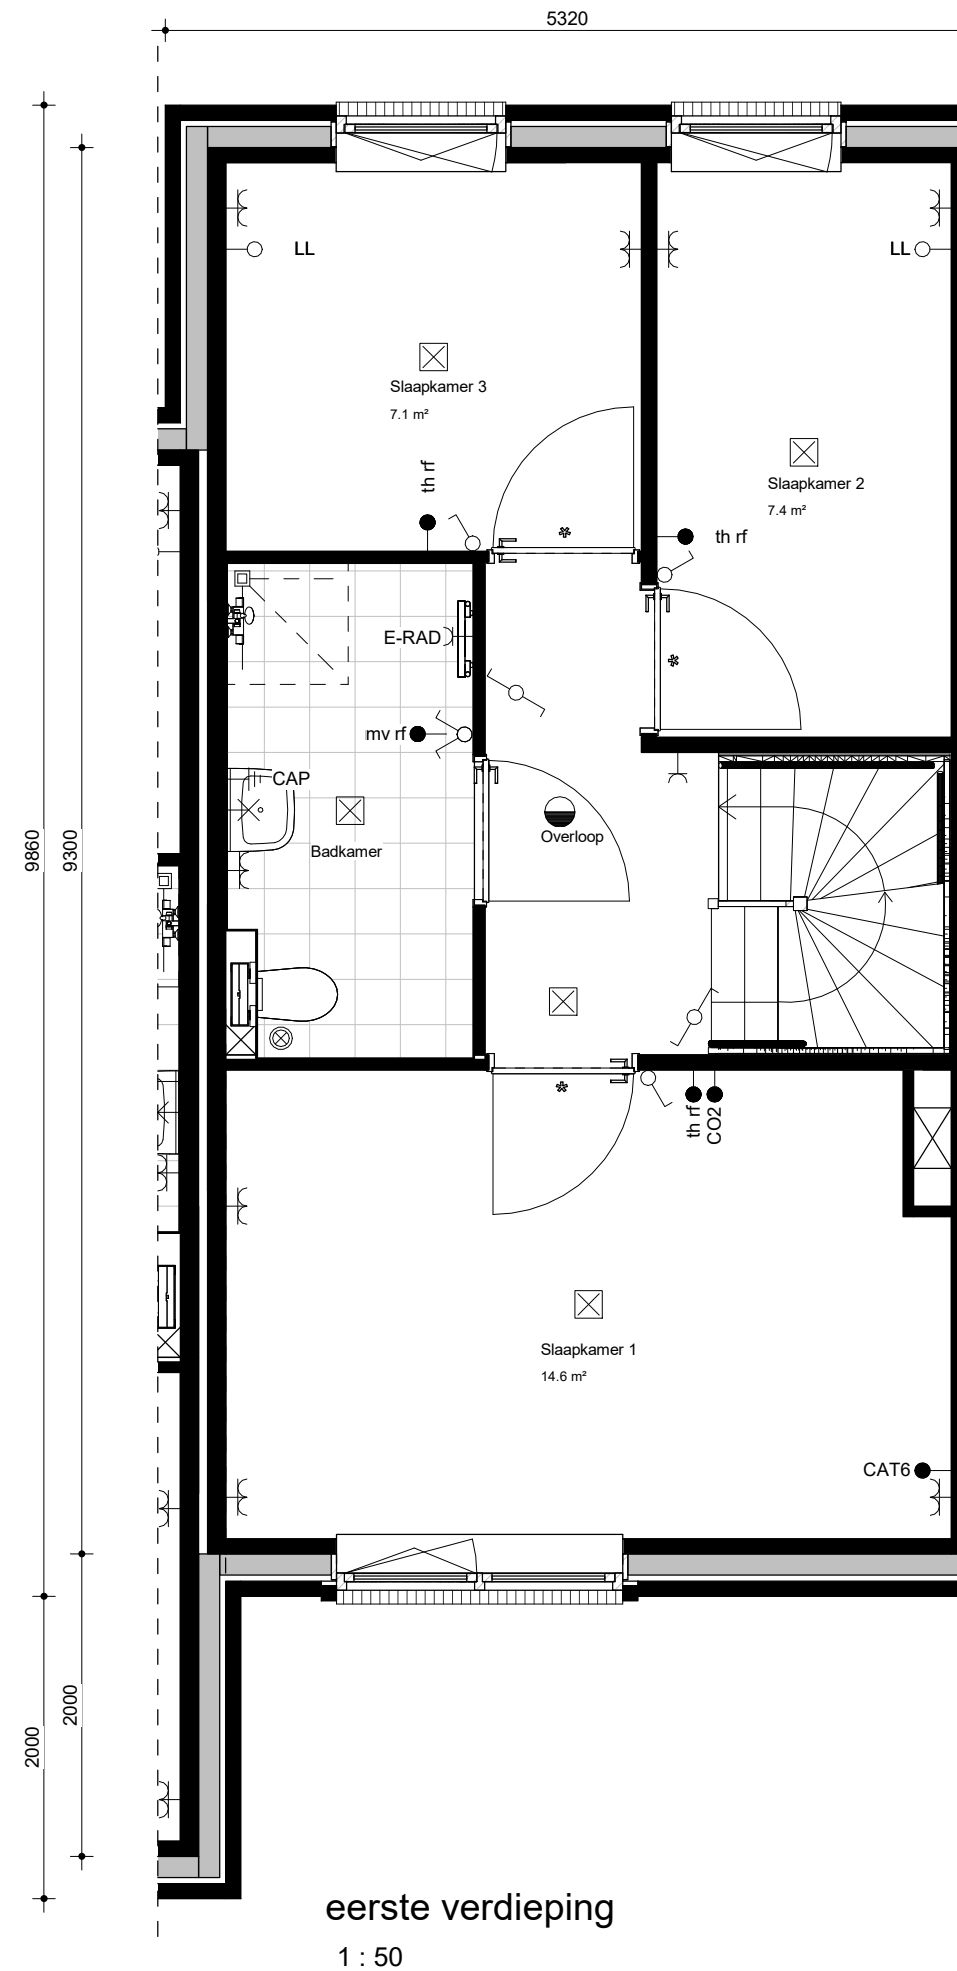 5320
LL
LL
Slaapkamer 3
7.1 m²
th rf
Slaapkamer 2
7.4 m²
*
th rf
E-RAD
*
mv rf
CAP
Overloop
Badkamer
9860
9300
*
th rf
CO2
Slaapkamer 1
14.6 m²
CAT6
2000
2000
eerste verdieping
1 : 50